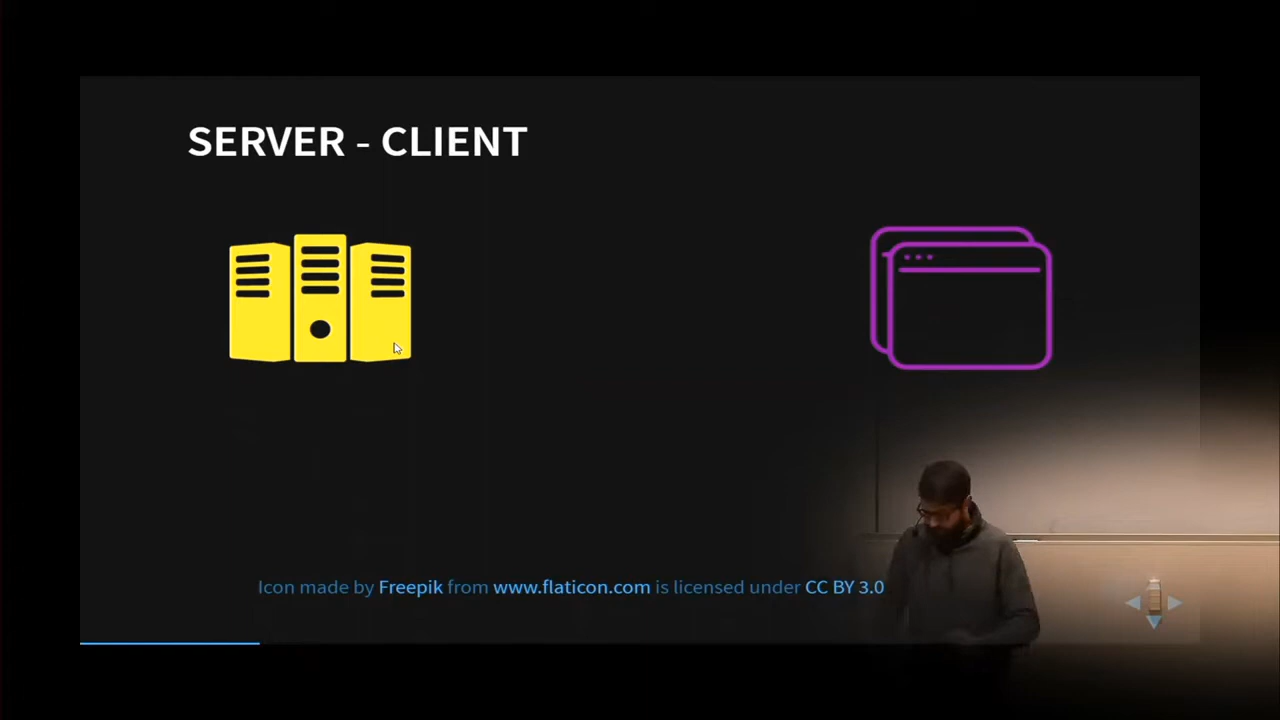 SERVER - CLIENT
Icon made by Freepik from www.flaticon.com is licensed under CC BY 3.0